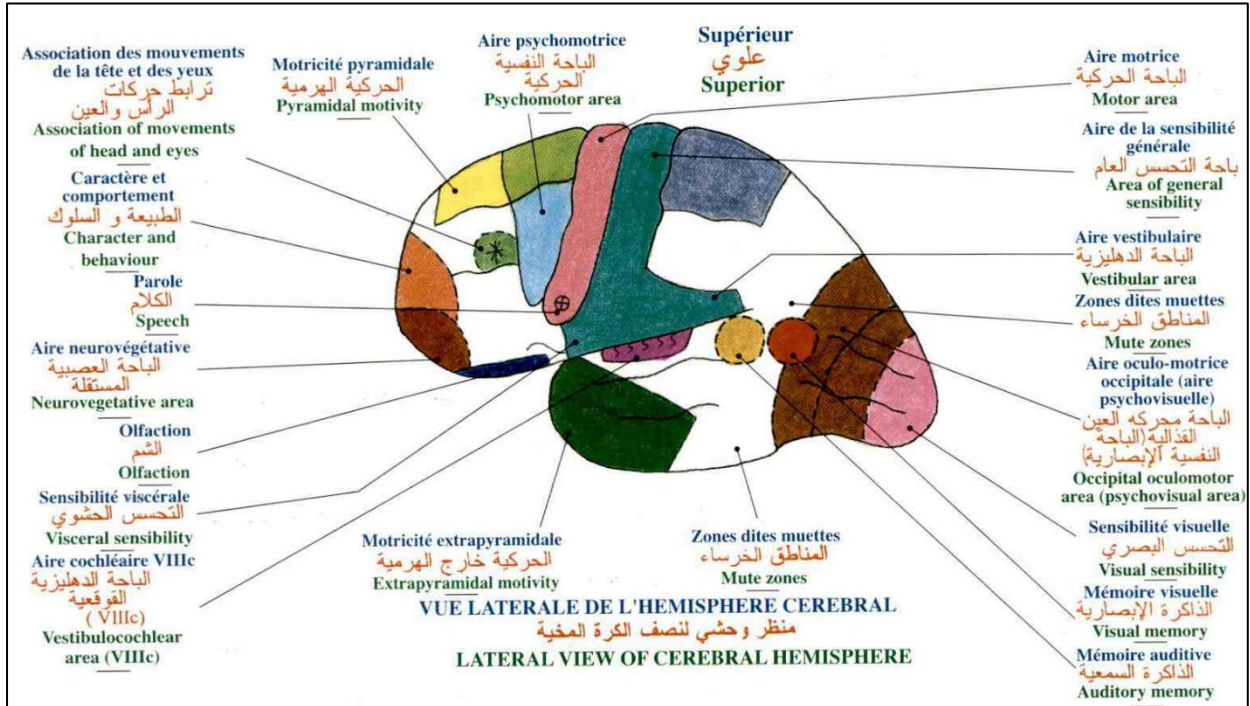 Association des mouvements
de la tête et des yeux
ترابط حركات
الرأس والعين
Association of movements
of head and eyes
Caractère et
comportement
الطبيعة و السلوك
Character and
behaviour
Parole
الكلام
Speech
Aire neurovégétative
الباحة العصبية
المستقلة
Neurovegetative area
Olfaction
الشم
Olfaction
Sensibilité viscérale
التحسس الحشوي
Visceral sensibility
Aire cochléaire VIIIc
الباحة الدهليزية
القوقعية
(VIIIc)
Vestibulocochlear
area (VIIIc)
Motricité pyramidale
الحركية الهرمية
Pyramidal motivity
Aire psychomotrice
الباحة النفسية
الحركية
Psychomotor area
Supérieur
علوي
Superior
Aire motrice
الباحة الحركية
Motor area
Aire de la sensibilité
générale
باحة التحسس العام
Area of general
sensibility
Aire vestibulaire
الباحة الدهليزية
Vestibular area
Zones dites muettes
المناطق الخرساء
Mute zones
Aire oculo-motrice
occipitale (aire
psychovisuelle)
الباحة محركه العين
القذاليه (الباحة
النفسية الإبصارية)
Occipital oculomotor
area (psychovisual area)
Sensibilité visuelle
التحسس البصري
Visual sensibility
Mémoire visuelle
الذاكرة الإبصارية
Visual memory
Mémoire auditive
الذاكرة السمعية
Auditory memory
Motricité extrapyramidale
الحركية خارج الهرمية
Extrapyramidal motivity
Zones dites muettes
المناطق الخرساء
Mute zones
VUE LATERALE DE L'HEMISPHERE CEREBRAL
منظر وحشي لنصف الكرة المخية
LATERAL VIEW OF CEREBRAL HEMISPHERE